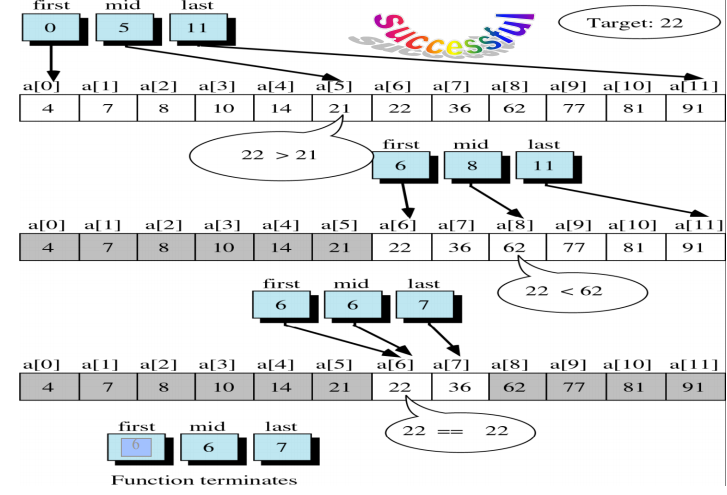 first mid last
0 5 11
successful
Target: 22
a[0] a[1] a[2] a[3] a[4] a[5] a[6] a[7] a[8] a[9] a[10] a[11]
4 7 8 10 14 21 22 36 62 77 81 91
22 > 21
first mid last
6 8 11
a[0] a[1] a[2] a[3] a[4] a[5] a[6] a[7] a[8] a[9] a[10] a[11]
4 7 8 10 14 21 22 36 62 77 81 91
22 < 62
first mid last
6 6 7
a[0] a[1] a[2] a[3] a[4] a[5] a[6] a[7] a[8] a[9] a[10] a[11]
4 7 8 10 14 21 22 36 62 77 81 91
22 == 22
first mid last
6 6 7
Function terminates